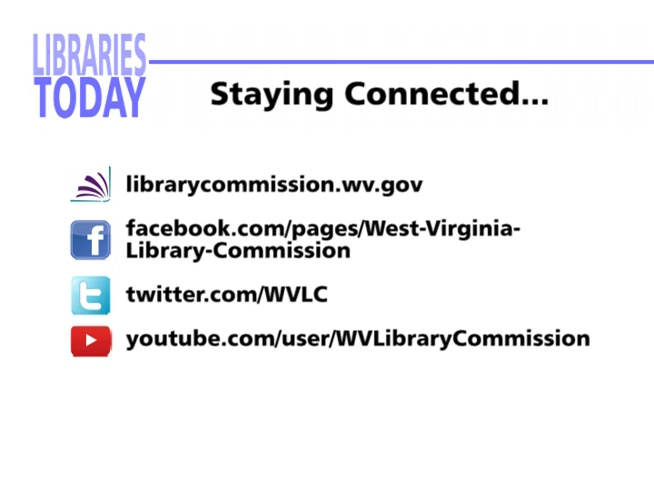 LIBRARIES
TODAY
Staying Connected...
librarycommission.wv.gov
facebook.com/pages/West-Virginia-
Library-Commission
twitter.com/WVLC
youtube.com/user/WVLibraryCommission